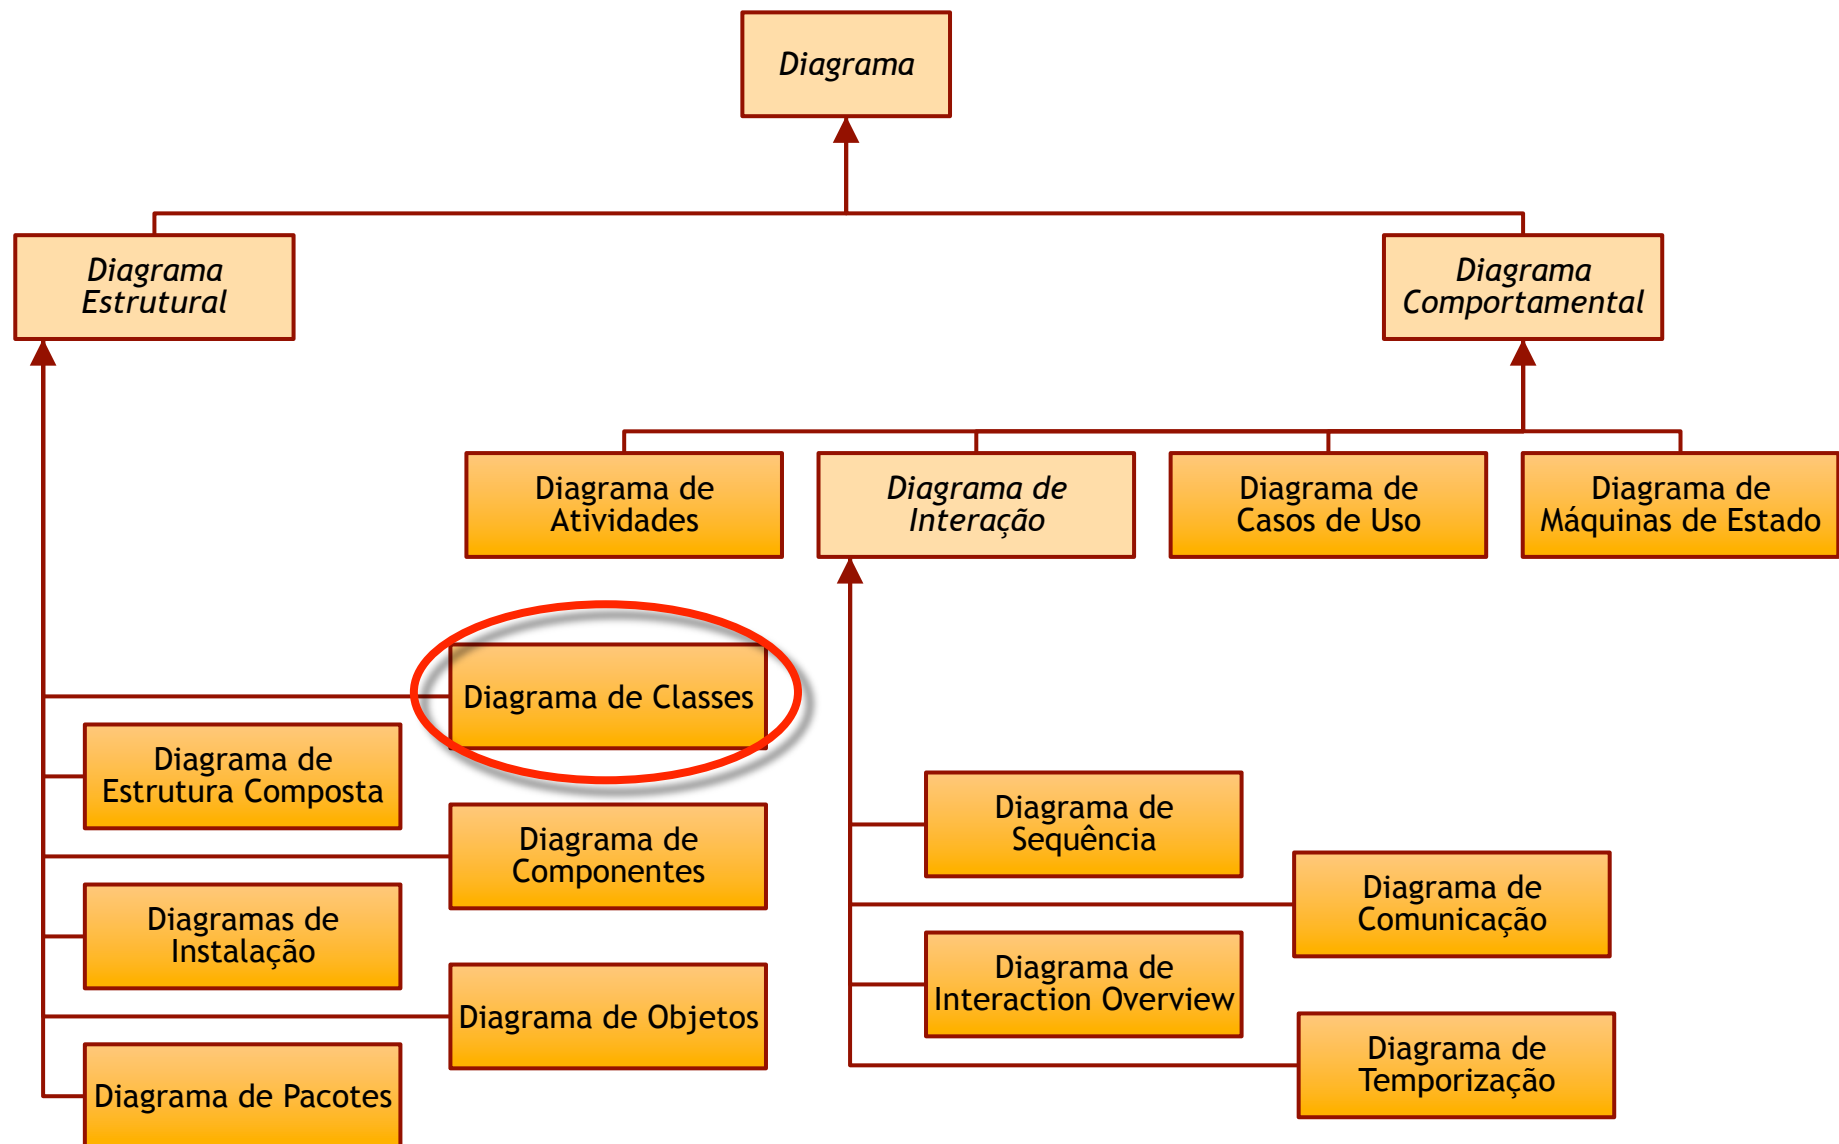 Diagrama
Diagrama
Estrutural
Diagrama
Comportamental
Diagrama de
Atividades
Diagrama de
Interação
Diagrama de
Casos de Uso
Diagrama de
Máquinas de Estado
Diagrama de Classes
Diagrama de
Estrutura Composta
Diagrama de
Componentes
Diagramas de
Instalação
Diagrama de Objetos
Diagrama de Pacotes
Diagrama de
Sequência
Diagrama de
Comunicação
Diagrama de
Interaction Overview
Diagrama de
Temporização